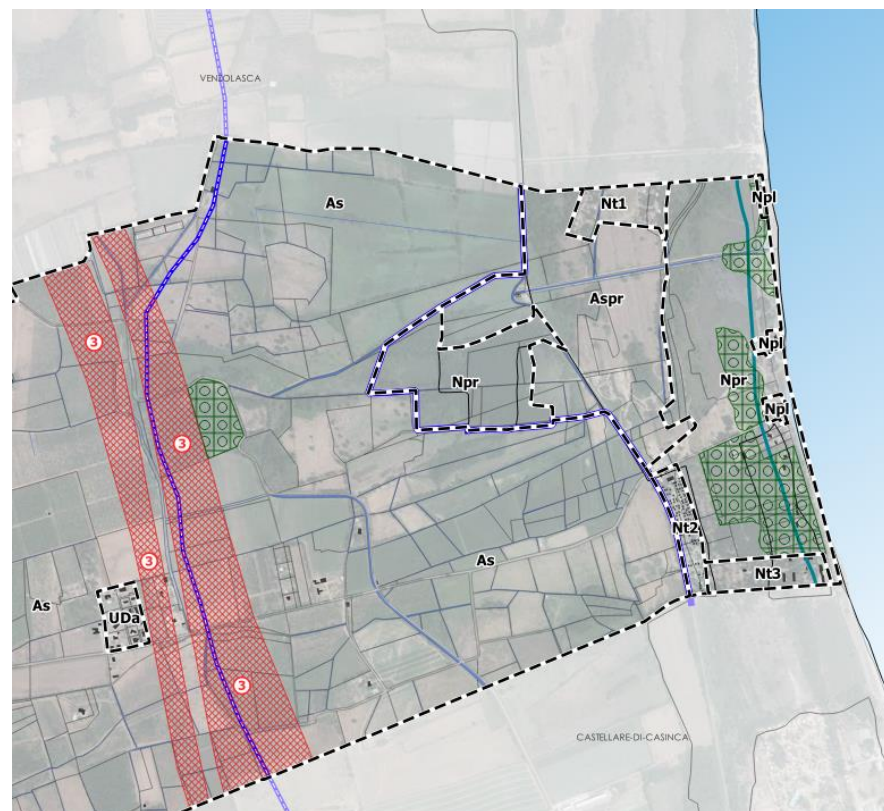 VENZOLASCA
As
Nt1
Npl
Aspr
3
Npl
Npr
Npr
Npl
3
Nt2
3
As
Nt3
As
UDa
3
CASTELLARE-DI-CASINCA